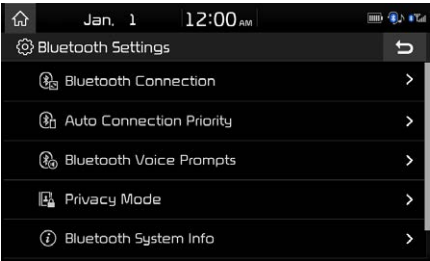 Jan. 1 12:00 AM
Bluetooth Settings
Bluetooth Connection
Auto Connection Priority
Bluetooth Voice Prompts
Privacy Mode
Bluetooth System Info